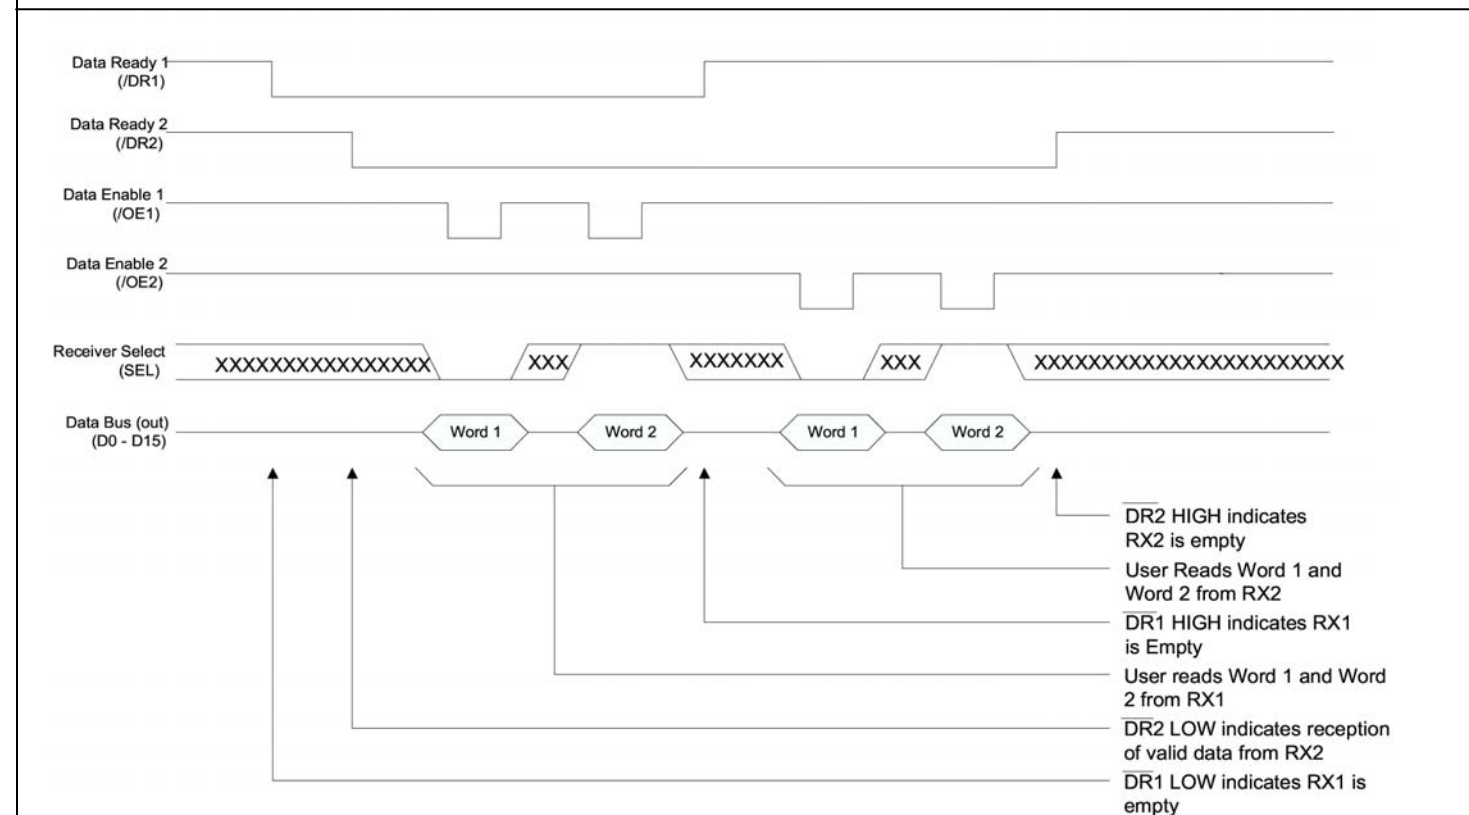 Data Ready 1
(/DR1)
Data Ready 2
(/DR2)
Data Enable 1
(/OE1)
Data Enable 2
(/OE2)
Receiver Select
(SEL)
XXXXXXXXXXXXXXXX XXX XXXXXXX XXX XXXXXXXXXXXXXXXXXXXXXXX
Data Bus (out)
(D0 - D15)
Word 1 Word 2 Word 1 Word 2
DR2 HIGH indicates
RX2 is empty
User Reads Word 1 and
Word 2 from RX2
DR1 HIGH indicates RX1
is Empty
User reads Word 1 and Word
2 from RX1
DR2 LOW indicates reception
of valid data from RX2
DR1 LOW indicates RX1 is
empty